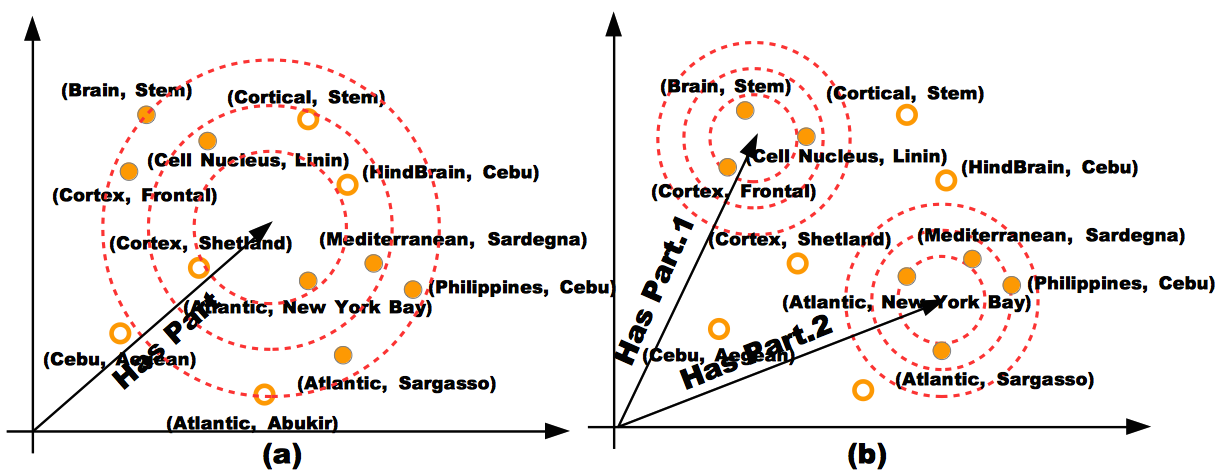 (Brain, Stem)
(Cortical, Stem)
(Cell Nucleus, Linin)
(HindBrain, Cebu)
(Cortex, Frontal)
(Cortex, Shetland)
(Mediterranean, Sardegna)
(Philippines, Cebu)
(Atlantic, New York Bay)
Has Part
(Cebu, Aegean)
(Atlantic, Sargasso)
(Atlantic, Abukir)
(a)
(Brain, Stem)
(Cortical, Stem)
(Cell Nucleus, Linin)
(HindBrain, Cebu)
(Cortex, Frontal)
Has Part.1
(Cortex, Shetland)
(Mediterranean, Sardegna)
(Philippines, Cebu)
(Atlantic, New York Bay)
Has Part.2
(Cebu, Aegean)
(Atlantic, Sargasso)
(b)